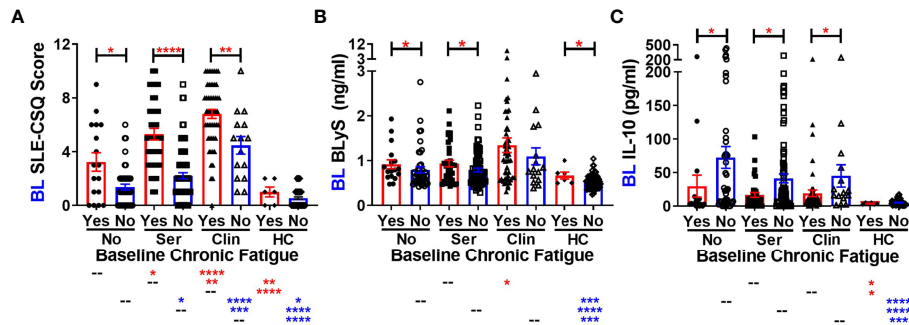 A
B
C
BL SLE-CSQ Score
12
8
4
0
*
****
**
Yes No Yes No Yes No Yes No
No Ser Clin HC
Baseline Chronic Fatigue
-- * **** **
-- ** ****
--
-- * **** *
-- *** ****
-- ****
BL BLyS (ng/ml)
12
3
3
2
1
0
*
*
*
Yes No Yes No Yes No Yes No
No Ser Clin HC
Baseline Chronic Fatigue
-- *
--
--
-- ***
-- ****
-- ***
BL IL-10 (pg/ml)
500
200
200
150
100
50
0
*
*
*
Yes No Yes No Yes No Yes No
No Ser Clin HC
Baseline Chronic Fatigue
-- *
-- *
--
-- ****
-- ****
-- ***